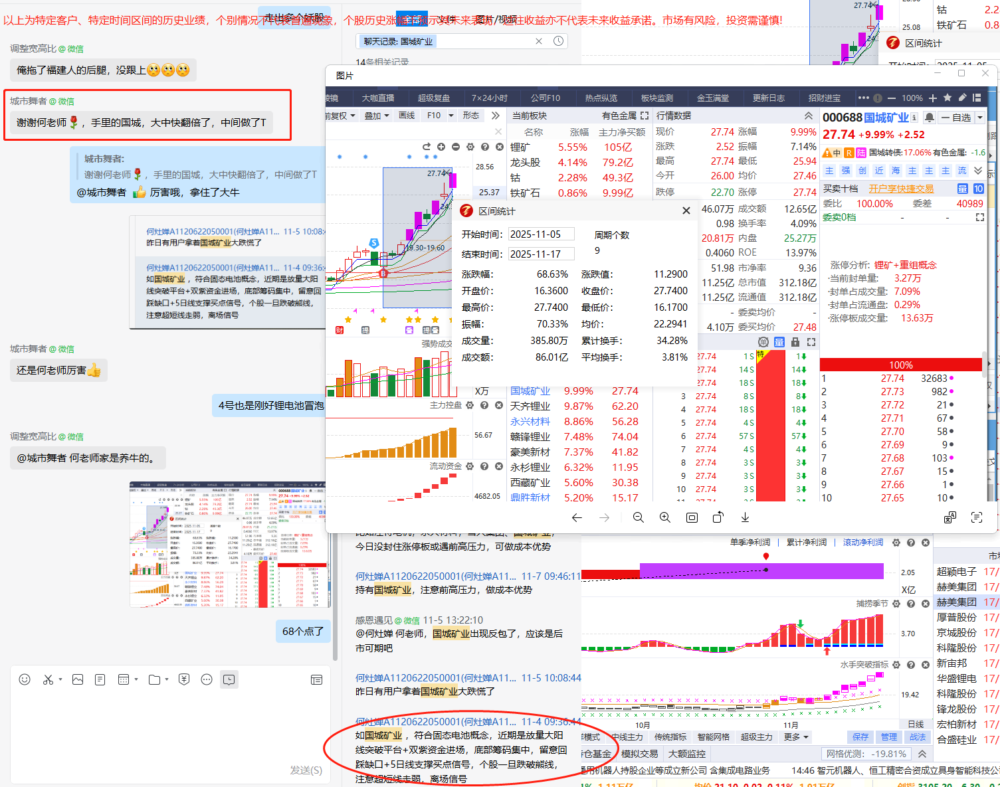 以上为特定客户、特定时间区间的历史业绩，个别情况不代表普遍现象，个股历史涨幅不预示其未来表现，过往收益亦不代表未来收益承诺。市场有风险，投资需谨慎!
走出多个妖股
全部 文件 图片/视频
聊天记录: 国城矿业
14条相关记录
调整宽高比@微信
俺拖了福建人的后腿，没跟上
城市舞者@微信
谢谢何老师，手里的国城，大中快翻倍了，中间做了T
城市舞者:
谢谢何老师，手里的国城，大中快翻倍了，中间做了T
@城市舞者 厉害哦，拿住了大牛
何灶婵A1120622050001(何灶婵A11... 11-5 10:08:4
昨日有用户拿着国城矿业大跌慌了
何灶婵A1120622050001(何灶婵A11... 11-4 09:36:4
如国城矿业 ，符合固态电池概念，近期是放量大阳
线突破平台+双紫资金进场，底部筹码集中，留意回
踩缺口+5日线支撑买点信号，个股一旦跌破能线，
注意超短线走弱，离场信号
城市舞者@微信
还是何老师厉害
4号也是刚好锂电池冒泡
调整宽高比@微信
@城市舞者 何老师家是养牛的。
68个点了
发送(S)
图片
大咖直播 超级复盘 7×24小时 公司F10 热点纵览 板块监测 金玉满堂 更新日志 招财进宝 100%
前复权 叠加 画线 F10 形态
28.56
25.37
27.74
19.30-19.60
强势成交
X万
主力控盘
56.67
流动资金
4682.05
当前板块 有色金属
名称 涨幅 主力净买额
锂矿 5.55% 105亿
龙头股 4.14% 79.2亿
钴 2.28% 49.3亿
铁矿石 0.86% 9.99亿
行情数据
现价 27.74 涨幅 9.99%
涨跌 2.52 振幅 7.14%
最高 27.74 最低 25.94
今开 26.00 均价 27.46
跌停 22.70 涨停 27.74
46.07万 成交额 12.65亿
0.98 换手率 4.09%
20.81万 内盘 25.27万
0.4060 ROE 13.97%
51.98 市净率 9.36
11.25亿 总市值 312.18亿
11.25亿 流通值 312.18亿
- 委卖均价 -
4.10万 委买均价 27.48
区间统计
开始时间: 2025-11-05 周期个数
结束时间: 2025-11-17 9
涨跌幅: 68.63% 涨跌值: 11.2900
开盘价: 16.3600 收盘价: 27.7400
最高价: 27.7400 最低价: 16.1700
振幅: 70.33% 均价: 22.2941
成交量: 385.80万 累计换手: 34.28%
成交额: 86.01亿 平均换手: 3.81%
国城矿业 9.99% 27.74
天齐锂业 9.87% 62.20
永兴材料 8.86% 56.28
赣锋锂业 7.48% 74.04
豪美新材 7.37% 41.82
永杉锂业 6.32% 11.95
西藏矿业 5.60% 30.38
鼎胜新材 5.20% 15.17
27.74 1S 特 1
27.74 14S 14
27.74 18S 18
3 27.74 8S 8
4 27.74 18S 18
5 27.74 4S 4
6 27.74 57S 57
7 27.74 4S 4
8 27.74 3S 3
9 27.74 3S 3
10 27.74 3S 3
000688国城矿业 自选
27.74 +9.99% +2.52
中 R 陆 国城转债:17.06% 有色金属: -1.6
主 强 创 近 海 主 主 主 流
买卖十档 开户享快捷交易 量 10
委比 100.00% 委差 40989
委卖0档 - -
涨停分析: 锂矿+重组概念
·当前封单量: 3.27万
·封单占成交量: 7.09%
·封单占流通盘: 0.29%
·涨停板成交量: 13.63万
100%
1 27.74 32683
2 27.73 982
3 27.72 21
4 27.71 67
5 27.70 58
6 27.69 9
7 27.68 103
8 27.67 15
9 27.66 1
10 27.65 10
今日没封住涨停板或遇前高压力，可做成本优势
何灶婵A1120622050001(何灶婵A11... 11-7 09:46:11
持有国城矿业，注意前高压力，做成本优势
感恩遇见@微信 11-5 13:22:10
@何灶婵 何老师，国城矿业出现反包了，应该是后
市可期吧
何灶婵A1120622050001(何灶婵A11... 11-5 10:08:44
昨日有用户拿着国城矿业大跌慌了
何灶婵A1120622050001(何灶婵A11... 11-4 09:36:44
如国城矿业 ，符合固态电池概念，近期是放量大阳
线突破平台+双紫资金进场，底部筹码集中，留意回
踩缺口+5日线支撑买点信号，个股一旦跌破能线，
注意超短线走弱，离场信号
27.74
25.08
钴 2.2
铁矿石 0.8
区间统计
单季净利润 | 累计净利润 | 滚动净利润
2.05
X亿
捕捞季节
3.70
水手突破指标
19.42
10月 11月 日线
中线主力 传统指标 智能网格 超级主力 更多 保存 管理 战法
持仓基金 模拟交易 大额监控 网格优测: -19.81%
通用机器人持股企业等成立新公司 含集成电路业务 14:46 智元机器人、恒工精密合资成立具身智能科技公
超颖电子 17/
赫美集团 17/
赫美集团 17/
厚普股份 17/
京城股份 17/
科隆股份 17/
新宙邦 17/
华盛锂电 17/
科隆股份 17/
锋龙股份 17/
宏柏新材 17/
合盛硅业 17/